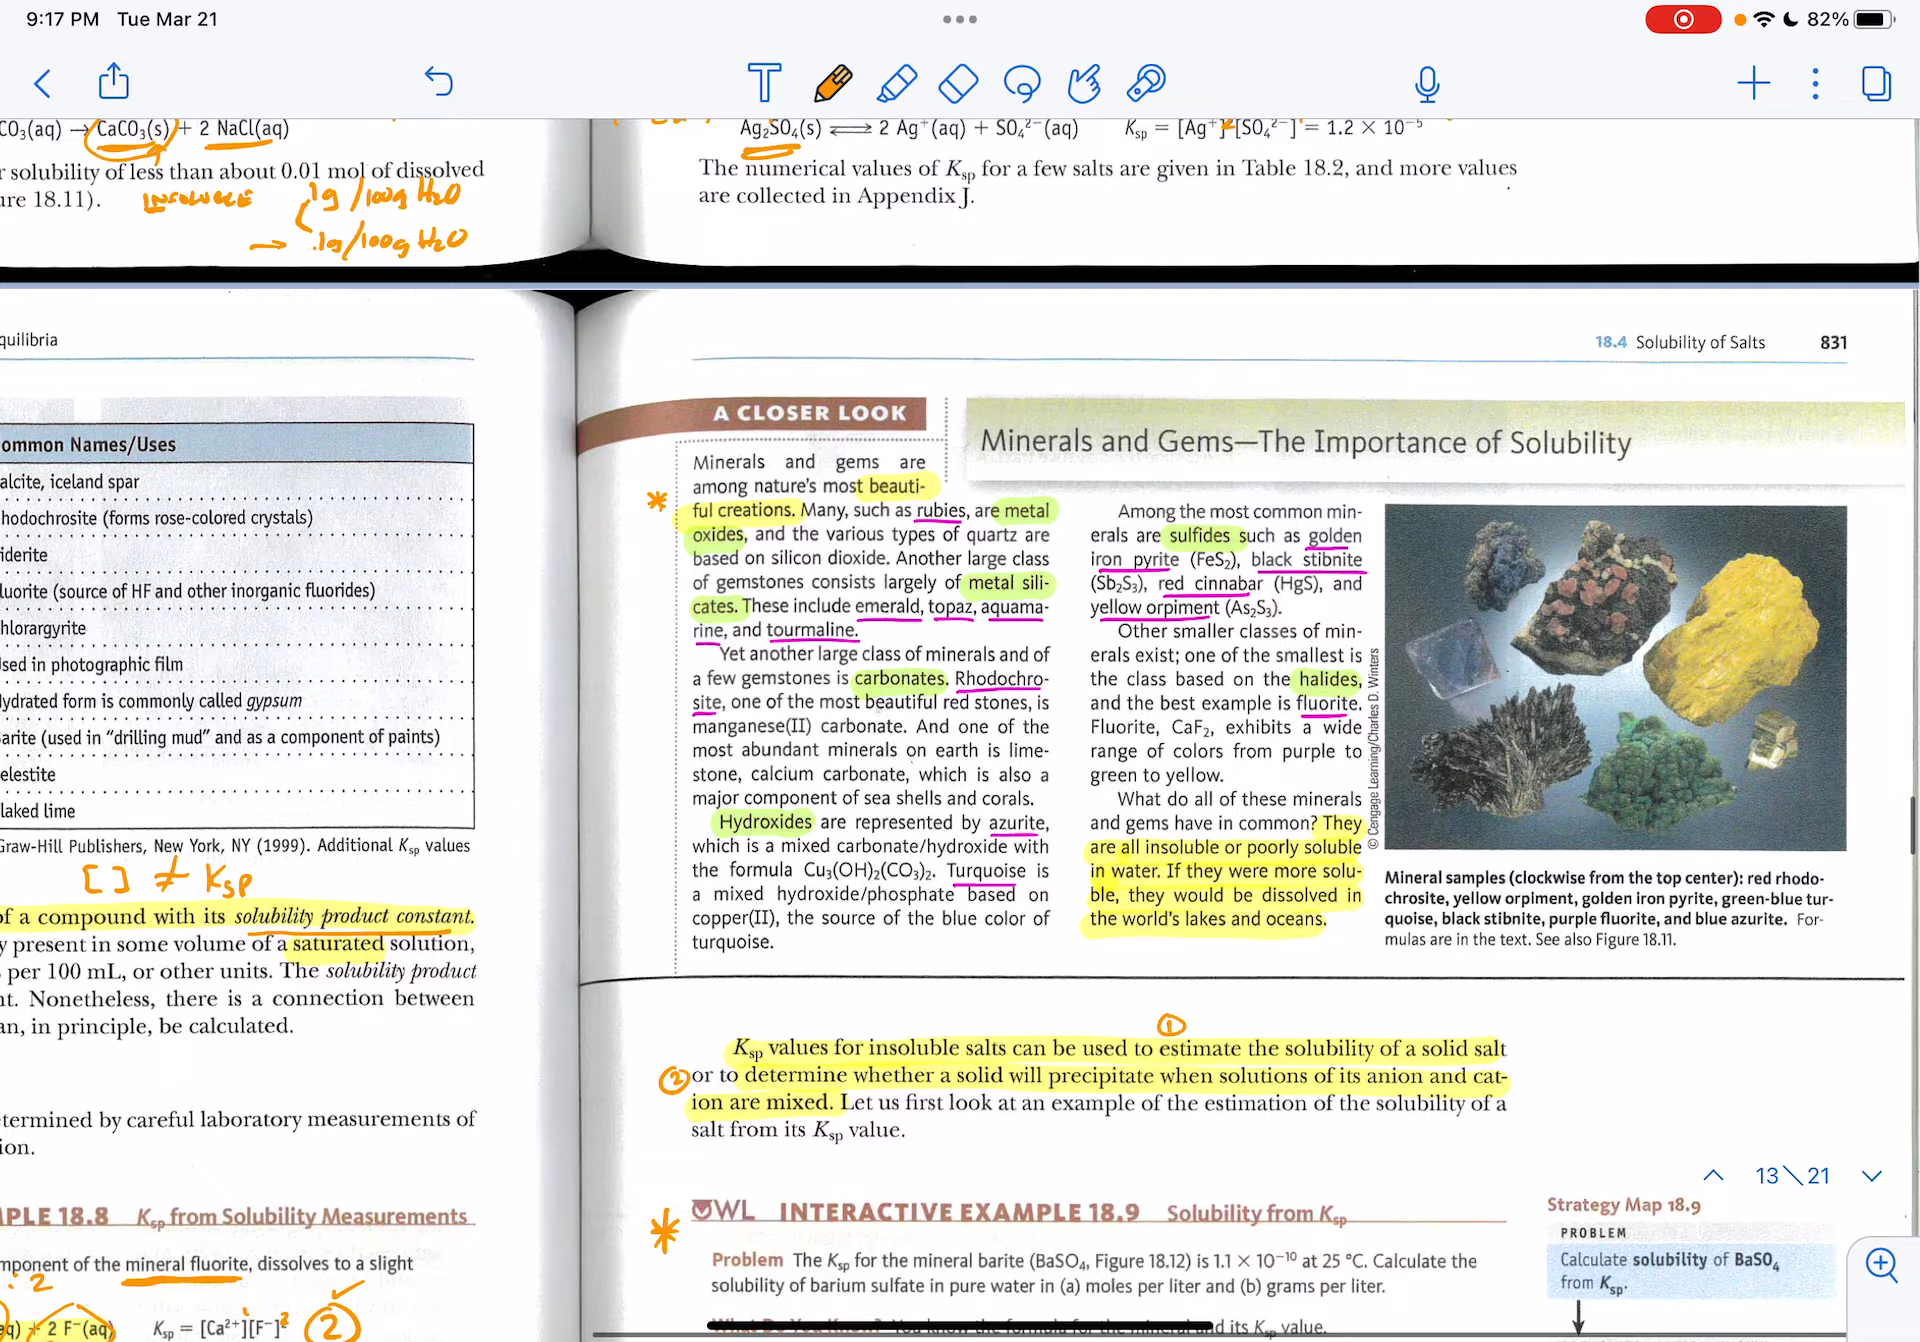 9:17 PM Tue Mar 21
82%
CO₃(aq) → CaCO₃(s) + 2 NaCl(aq)
r solubility of less than about 0.01 mol of dissolved
ure 18.11).
INSOLUBLE
1g/100g H₂O
→ .1g/100g H₂O
Ag₂SO₄(s) ⇌ 2 Ag⁺(aq) + SO₄²⁻(aq) Ksp = [Ag⁺]²[SO₄²⁻] = 1.2 × 10⁻⁵
The numerical values of Ksp for a few salts are given in Table 18.2, and more values
are collected in Appendix J.
quilibria
ommon Names/Uses
alcite, iceland spar
hodochrosite (forms rose-colored crystals)
iderite
luorite (source of HF and other inorganic fluorides)
hlorargyrite
sed in photographic film
ydrated form is commonly called gypsum
arite (used in “drilling mud” and as a component of paints)
elestite
laked lime
Graw-Hill Publishers, New York, NY (1999). Additional Ksp values
[ ] ≠ Ksp
of a compound with its solubility product constant.
y present in some volume of a saturated solution,
per 100 mL, or other units. The solubility product
nt. Nonetheless, there is a connection between
an, in principle, be calculated.
etermined by careful laboratory measurements of
ion.
MPLE 18.8 Ksp from Solubility Measurements
mponent of the mineral fluorite, dissolves to a slight
: 2
aq) + 2 F⁻(aq) Ksp = [Ca²⁺][F⁻]² 2
18.4 Solubility of Salts 831
A CLOSER LOOK
Minerals and Gems—The Importance of Solubility
Minerals and gems are
among nature's most beauti-
ful creations. Many, such as rubies, are metal
oxides, and the various types of quartz are
based on silicon dioxide. Another large class
of gemstones consists largely of metal sili-
cates. These include emerald, topaz, aquama-
rine, and tourmaline.
Yet another large class of minerals and of
a few gemstones is carbonates. Rhodochro-
site, one of the most beautiful red stones, is
manganese(II) carbonate. And one of the
most abundant minerals on earth is lime-
stone, calcium carbonate, which is also a
major component of sea shells and corals.
Hydroxides are represented by azurite,
which is a mixed carbonate/hydroxide with
the formula Cu₃(OH)₂(CO₃)₂. Turquoise is
a mixed hydroxide/phosphate based on
copper(II), the source of the blue color of
turquoise.
Among the most common min-
erals are sulfides such as golden
iron pyrite (FeS₂), black stibnite
(Sb₂S₃), red cinnabar (HgS), and
yellow orpiment (As₂S₃).
Other smaller classes of min-
erals exist; one of the smallest is
the class based on the halides,
and the best example is fluorite.
Fluorite, CaF₂, exhibits a wide
range of colors from purple to
green to yellow.
What do all of these minerals
and gems have in common? They
are all insoluble or poorly soluble
in water. If they were more solu-
ble, they would be dissolved in
the world's lakes and oceans.
© Cengage Learning/Charles D. Winters
Mineral samples (clockwise from the top center): red rhodo-
chrosite, yellow orpiment, golden iron pyrite, green-blue tur-
quoise, black stibnite, purple fluorite, and blue azurite. For-
mulas are in the text. See also Figure 18.11.
1
Ksp values for insoluble salts can be used to estimate the solubility of a solid salt
2 or to determine whether a solid will precipitate when solutions of its anion and cat-
ion are mixed. Let us first look at an example of the estimation of the solubility of a
salt from its Ksp value.
13\21
OWL INTERACTIVE EXAMPLE 18.9 Solubility from Ksp
Problem The Ksp for the mineral barite (BaSO₄, Figure 18.12) is 1.1 × 10⁻¹⁰ at 25 °C. Calculate the
solubility of barium sulfate in pure water in (a) moles per liter and (b) grams per liter.
What Do You Know? You know the formula for the mineral and its Ksp value.
Strategy Map 18.9
PROBLEM
Calculate solubility of BaSO₄
from Ksp.